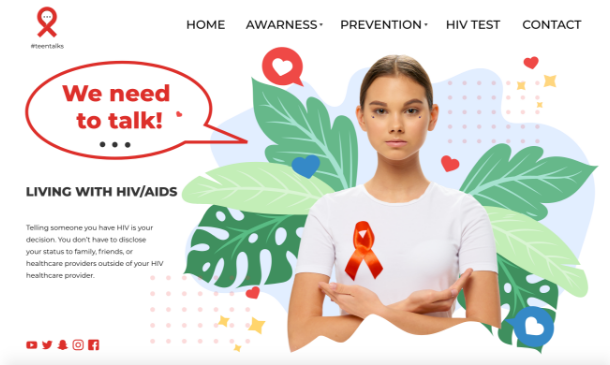 #teentalks
HOME AWARNESS PREVENTION HIV TEST CONTACT
We need
to talk!
LIVING WITH HIV/AIDS
Telling someone you have HIV is your
decision. You don't have to disclose
your status to family, friends, or
healthcare providers outside of your HIV
healthcare provider.